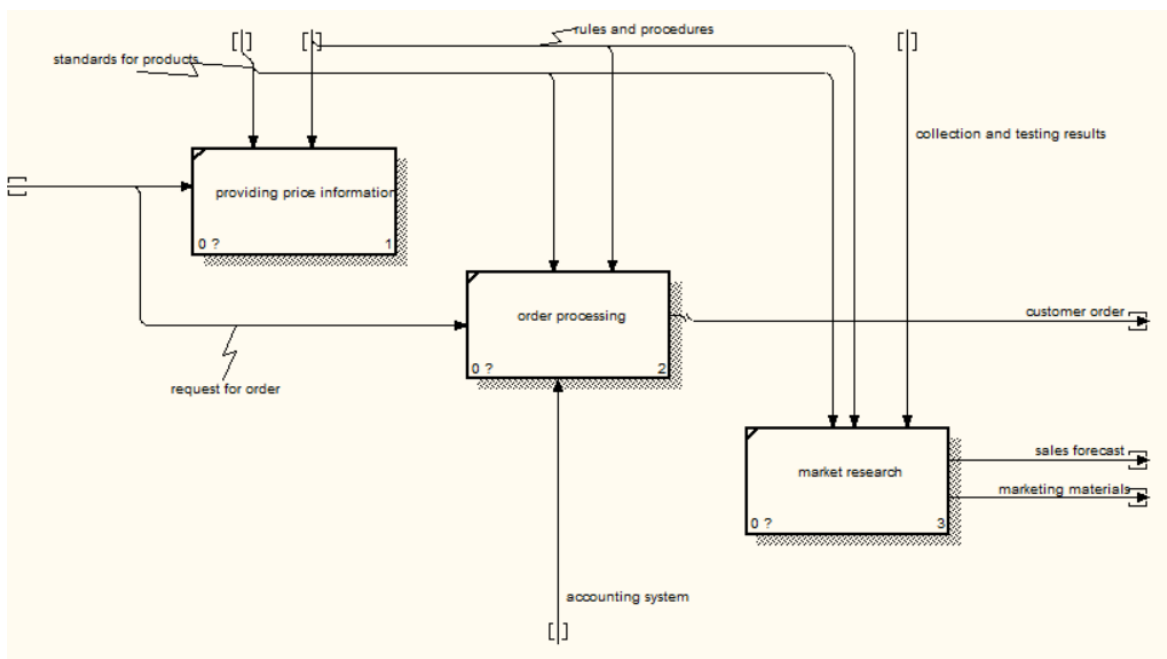 rules and procedures
standards for products
collection and testing results
providing price information
0 ?
1
order processing
customer order
0 ?
2
request for order
sales forecast
market research
marketing materials
0 ?
3
accounting system